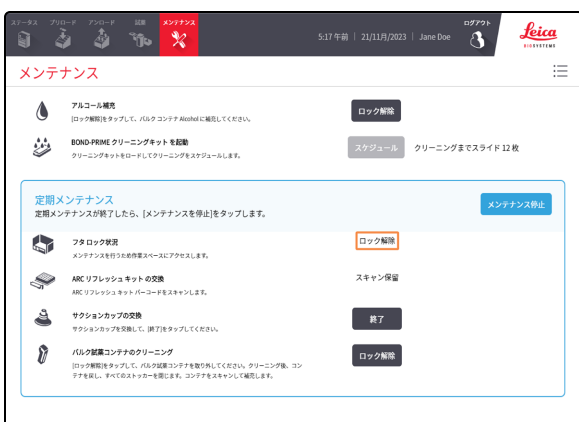 ステータス プリロード アンロード 試薬 メンテナンス
5:17 午前 21/11月/2023 Jane Doe ログアウト
Leica
BIOSYSTEMS
メンテナンス
アルコール補充
[ロック解除]をタップして、バルク コンテナ Alcohol に補充してください。
ロック解除
BOND-PRIME クリーニングキット を起動
クリーニングキットをロードしてクリーニングをスケジュールします。
スケジュール クリーニングまでスライド 12 枚
定期メンテナンス
定期メンテナンスが終了したら、[メンテナンスを停止]をタップします。
メンテナンス停止
フタ ロック状況
メンテナンスを行うため作業スペースにアクセスします。
ロック解除
ARC リフレッシュ キット の交換
ARC リフレッシュ キット バーコードをスキャンします。
スキャン保留
サクションカップの交換
サクションカップを交換して、[終了]をタップしてください。
終了
バルク試薬コンテナのクリーニング
[ロック解除]をタップして、バルク試薬コンテナを取り外してください。クリーニング後、コン
テナを戻し、すべてのストッカーを閉じます。コンテナをスキャンして補充します。
ロック解除